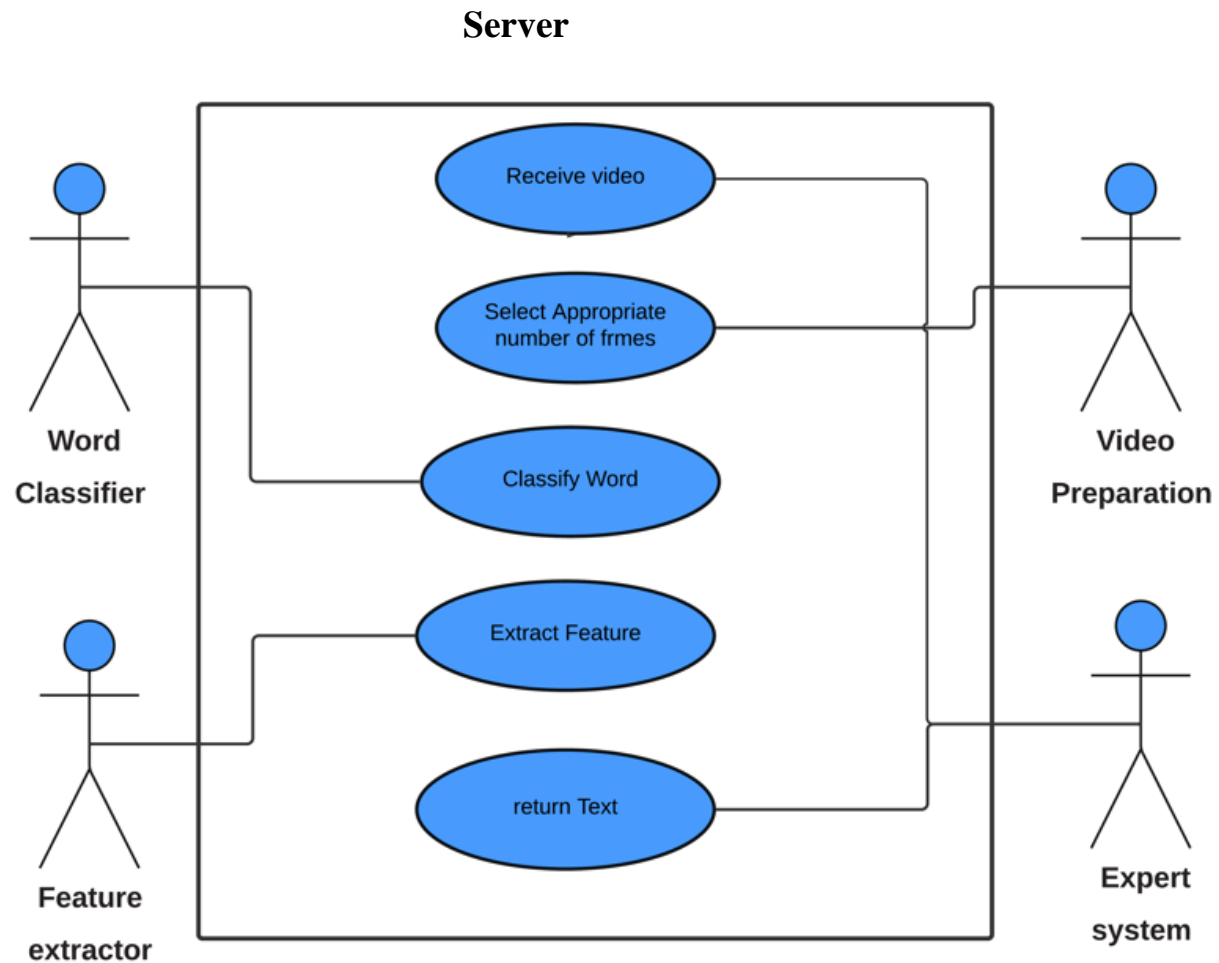 Server
Receive video
Select Appropriate
number of frmes
Word
Classifier
Video
Preparation
Classify Word
Extract Feature
return Text
Feature
extractor
Expert
system